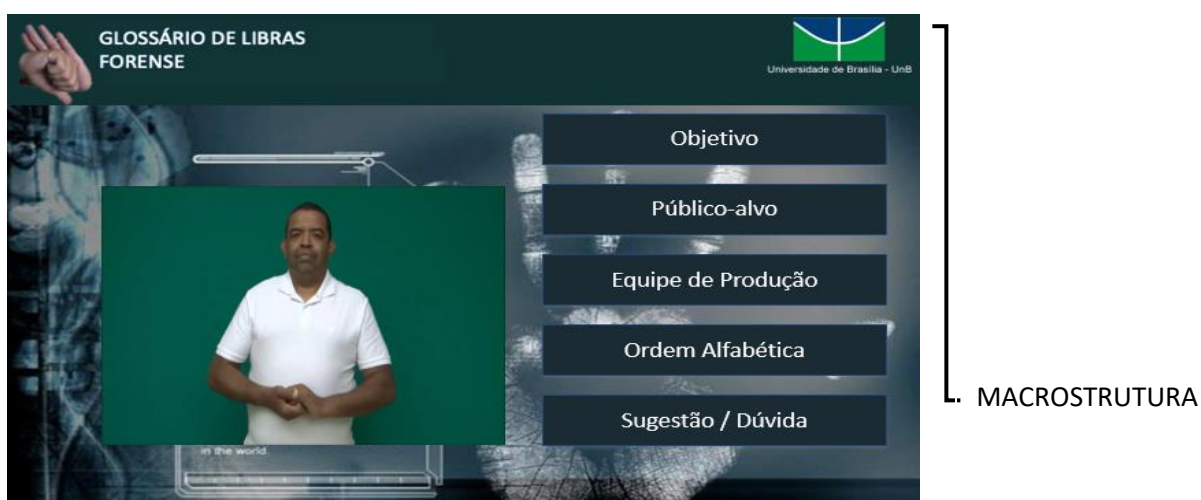 GLOSSÁRIO DE LIBRAS
FORENSE
Universidade de Brasília - UnB
Objetivo
Público-alvo
Equipe de Produção
Ordem Alfabética
Sugestão / Dúvida
in the world
MACROSTRUTURA